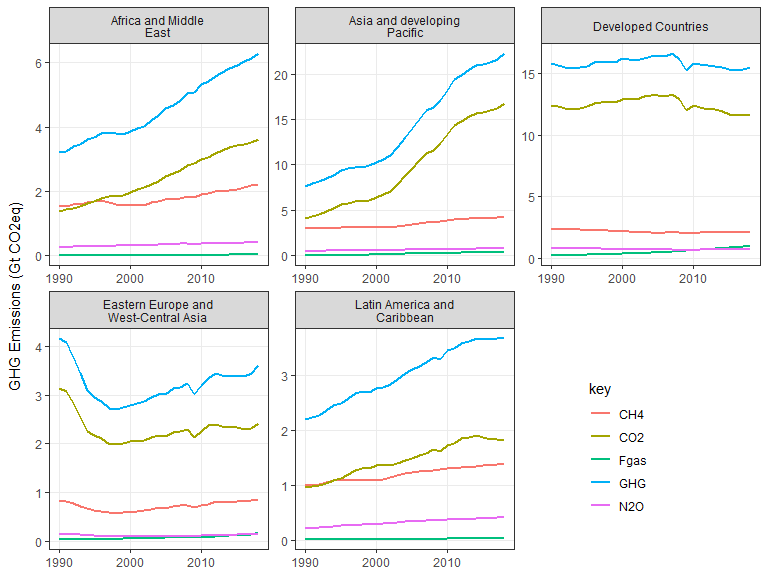 Africa and Middle
East
Asia and developing
Pacific
Developed Countries
6
4
2
0
20
15
10
5
0
15
10
5
0
1990
2000
2010
1990
2000
2010
1990
2000
2010
GHG Emissions (Gt CO2eq)
Eastern Europe and
West-Central Asia
Latin America and
Caribbean
4
3
2
1
0
3
2
1
0
1990
2000
2010
1990
2000
2010
key
CH4
CO2
Fgas
GHG
N2O